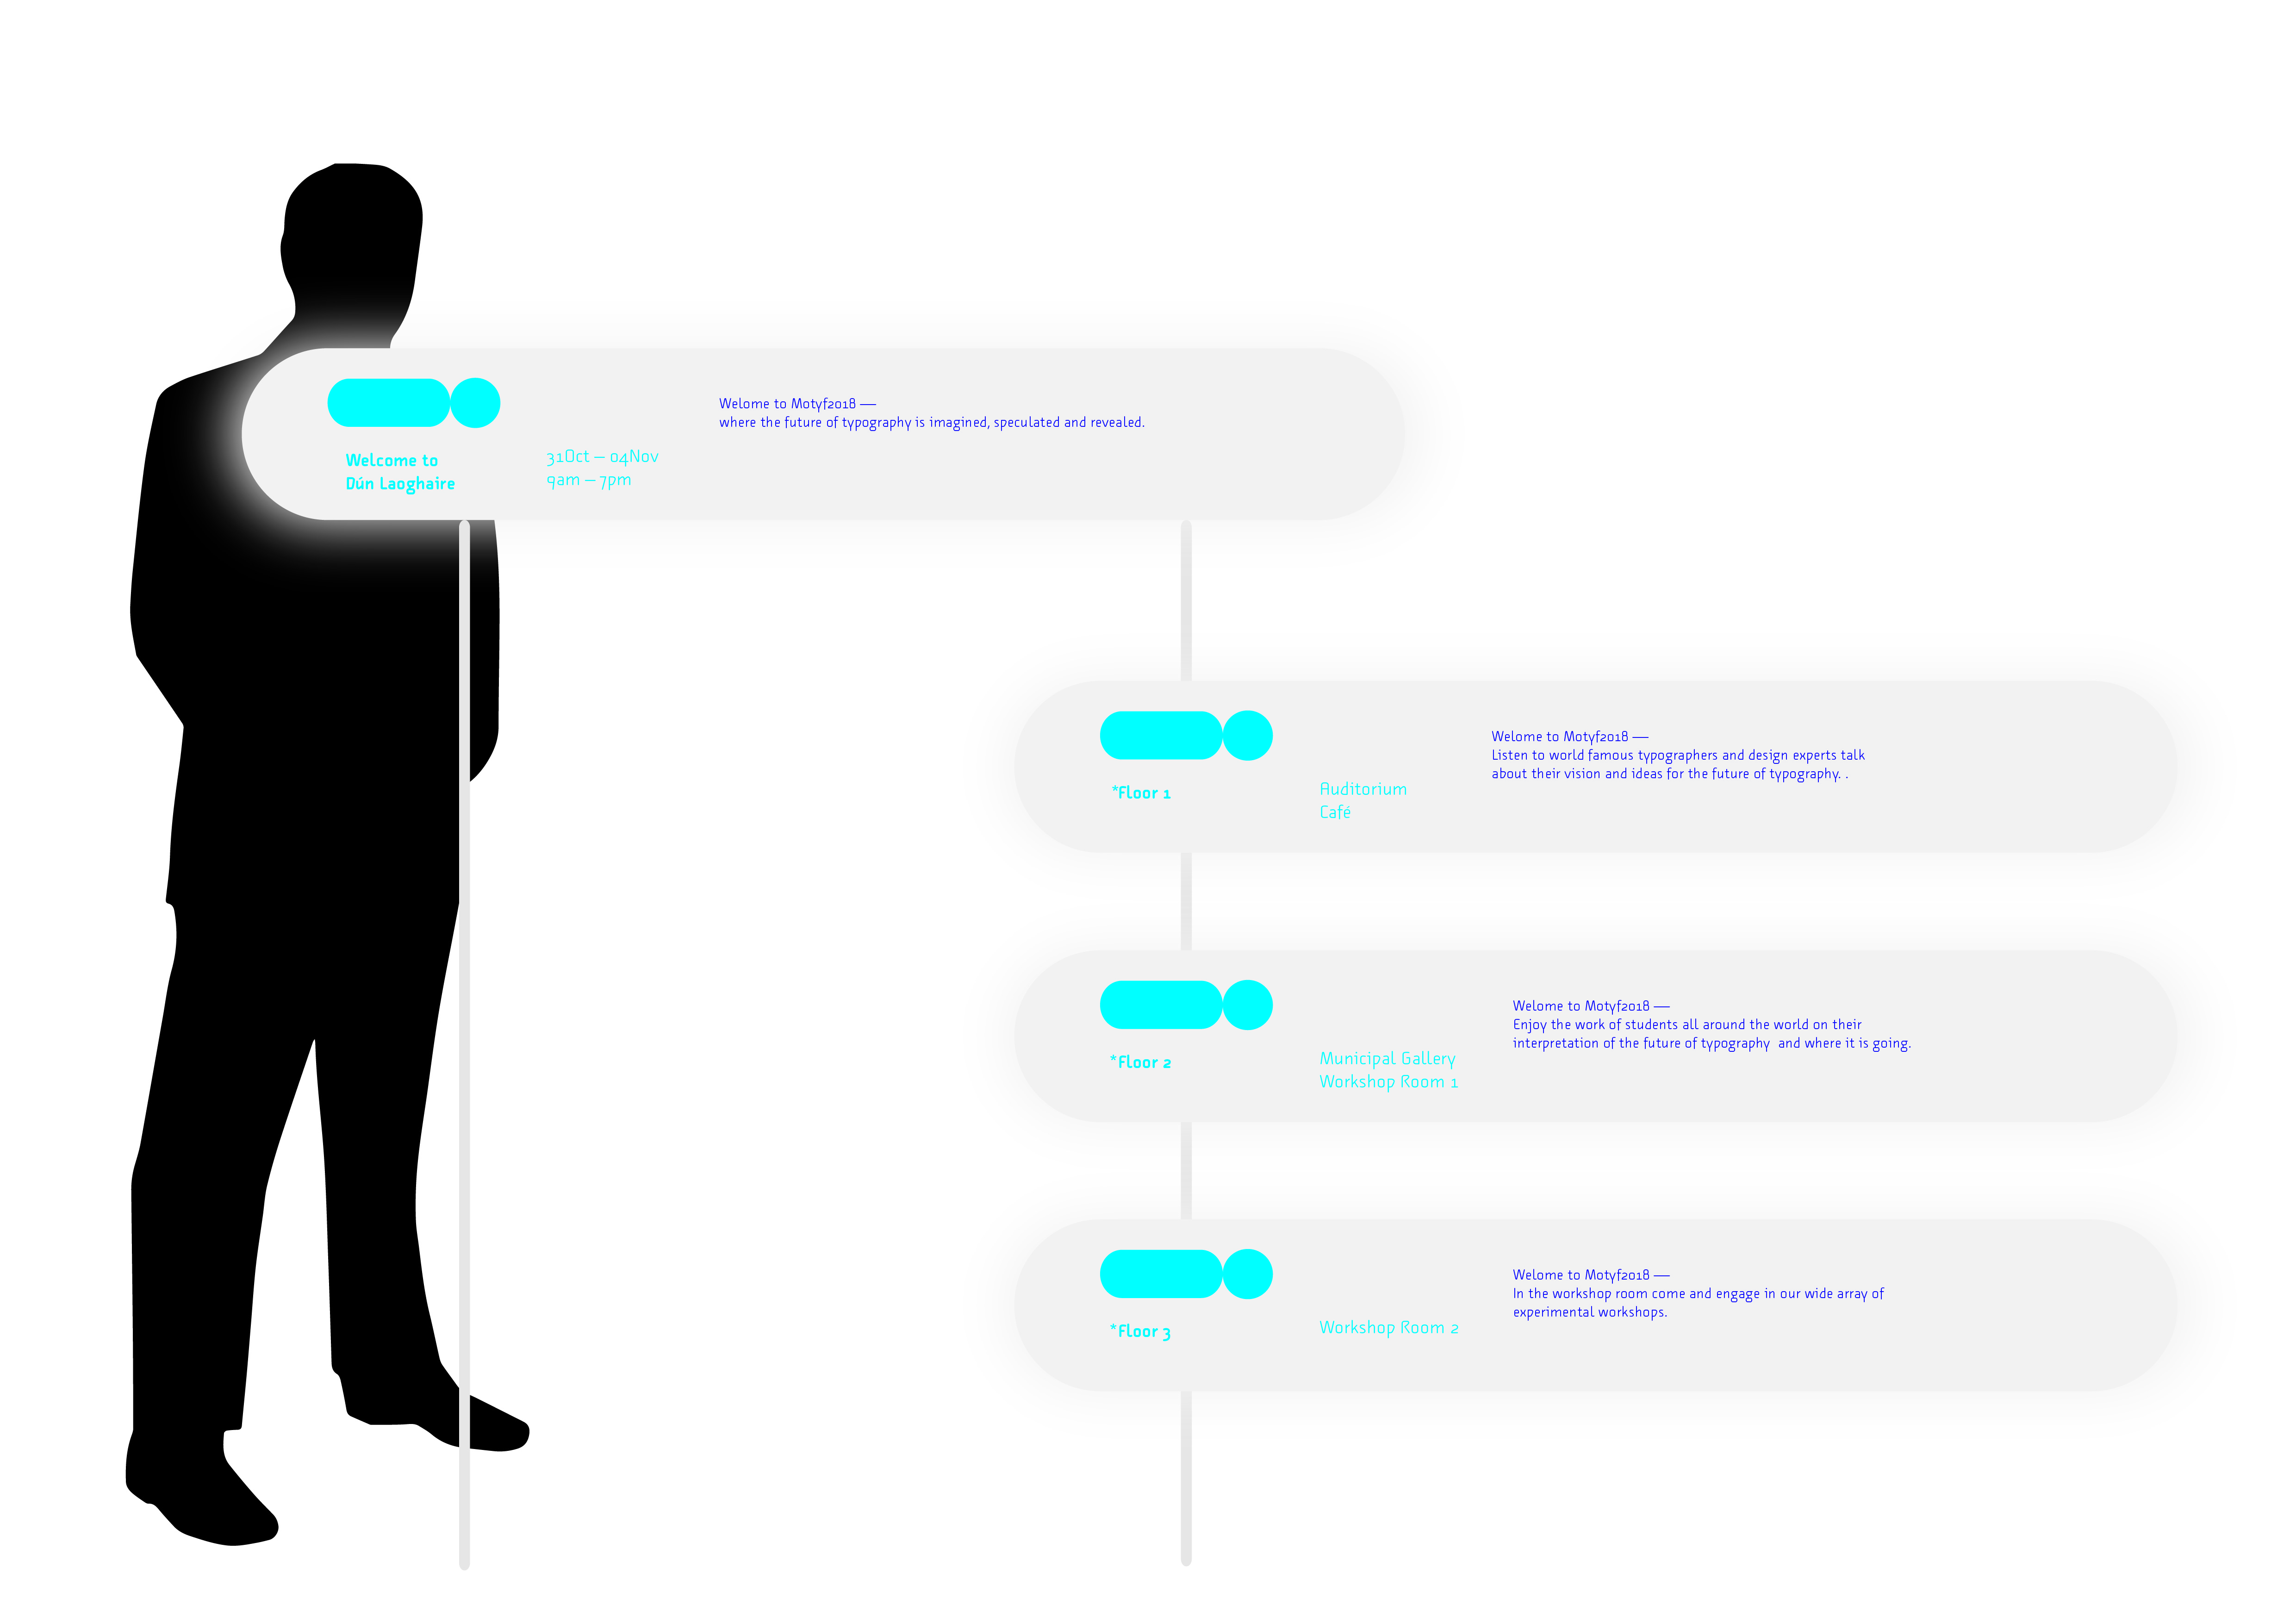 Welcome to
Dún Laoghaire
31Oct – 04Nov
9am – 7pm
Welome to Motyf2018 —
where the future of typography is imagined, speculated and revealed.
*Floor 1
Auditorium
Café
Welome to Motyf2018 —
Listen to world famous typographers and design experts talk
about their vision and ideas for the future of typography. .
*Floor 2
Municipal Gallery
Workshop Room 1
Welome to Motyf2018 —
Enjoy the work of students all around the world on their
interpretation of the future of typography  and where it is going.
*Floor 3
Workshop Room 2
Welome to Motyf2018 —
In the workshop room come and engage in our wide array of
experimental workshops.